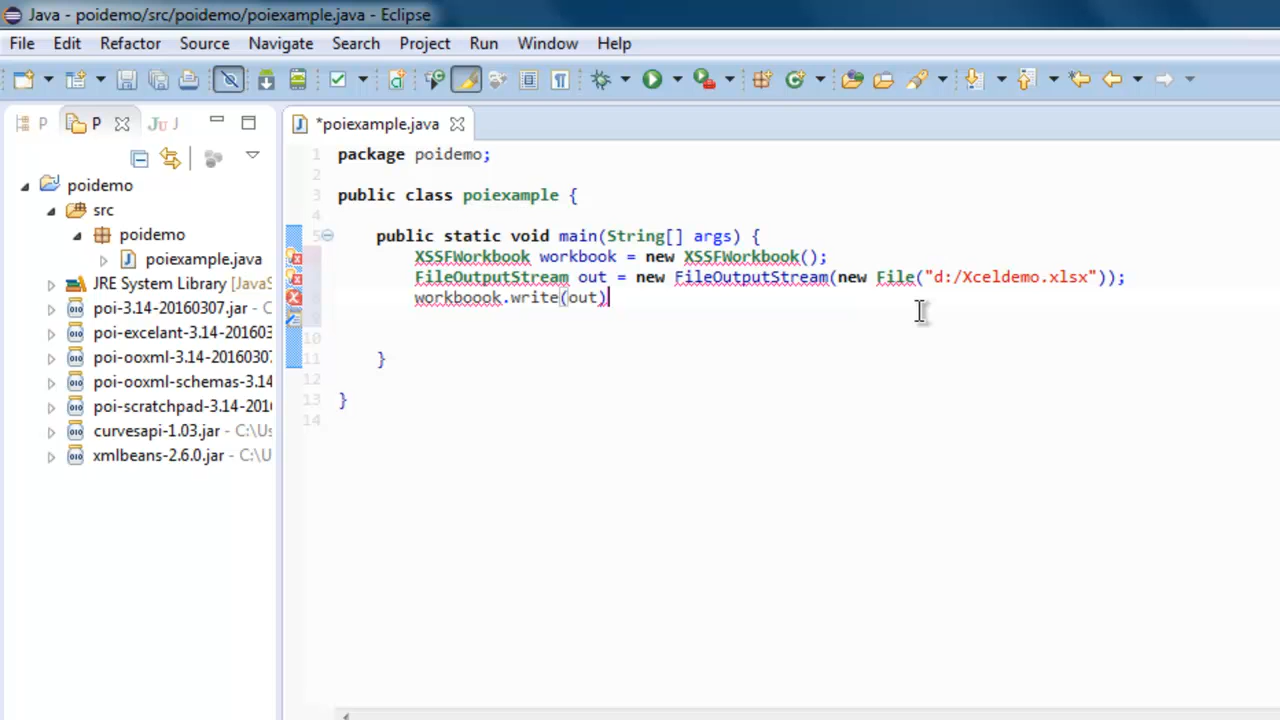 Java - poidemo/src/poidemo/poiexample.java - Eclipse
File Edit Refactor Source Navigate Search Project Run Window Help
P P Ju J
*poiexample.java
poidemo
src
poidemo
poiexample.java
JRE System Library [JavaS
poi-3.14-20160307.jar - C
poi-excelant-3.14-201603
poi-ooxml-3.14-20160307
poi-ooxml-schemas-3.14
poi-scratchpad-3.14-2016
curvesapi-1.03.jar - C:\Us
xmlbeans-2.6.0.jar - C:\U
1 package poidemo;
2
3 public class poiexample {
4
5 public static void main(String[] args) {
XSSFWorkbook workbook = new XSSFWorkbook();
FileOutputStream out = new FileOutputStream(new File("d:/Xceldemo.xlsx"));
8 workboook.write(out)
9
10
11 }
12
13 }
14